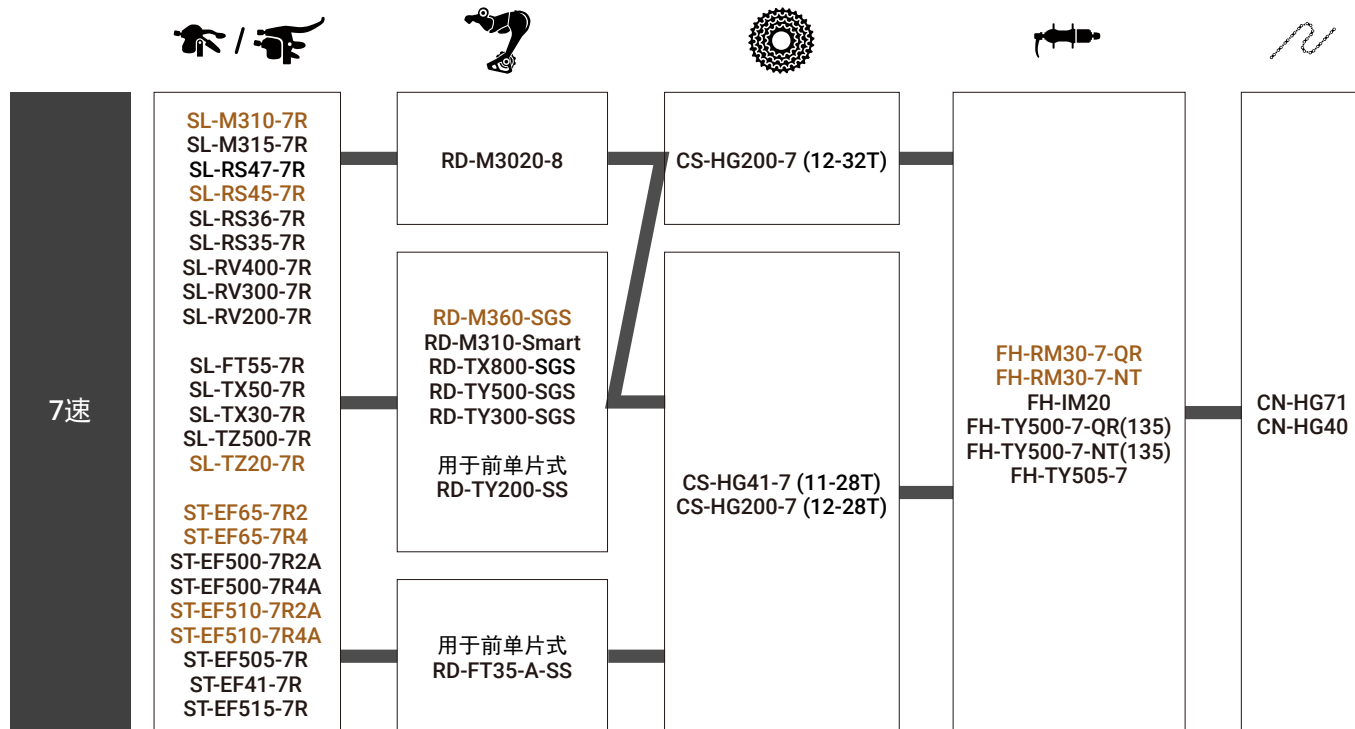 7速
SL-M310-7R
SL-M315-7R
SL-RS47-7R
SL-RS45-7R
SL-RS36-7R
SL-RS35-7R
SL-RV400-7R
SL-RV300-7R
SL-RV200-7R
SL-FT55-7R
SL-TX50-7R
SL-TX30-7R
SL-TZ500-7R
SL-TZ20-7R
ST-EF65-7R2
ST-EF65-7R4
ST-EF500-7R2A
ST-EF500-7R4A
ST-EF510-7R2A
ST-EF510-7R4A
ST-EF505-7R
ST-EF41-7R
ST-EF515-7R
RD-M3020-8
RD-M360-SGS
RD-M310-Smart
RD-TX800-SGS
RD-TY500-SGS
RD-TY300-SGS
用于前单片式
RD-TY200-SS
用于前单片式
RD-FT35-A-SS
CS-HG200-7 (12-32T)
CS-HG41-7 (11-28T)
CS-HG200-7 (12-28T)
FH-RM30-7-QR
FH-RM30-7-NT
FH-IM20
FH-TY500-7-QR(135)
FH-TY500-7-NT(135)
FH-TY505-7
CN-HG71
CN-HG40